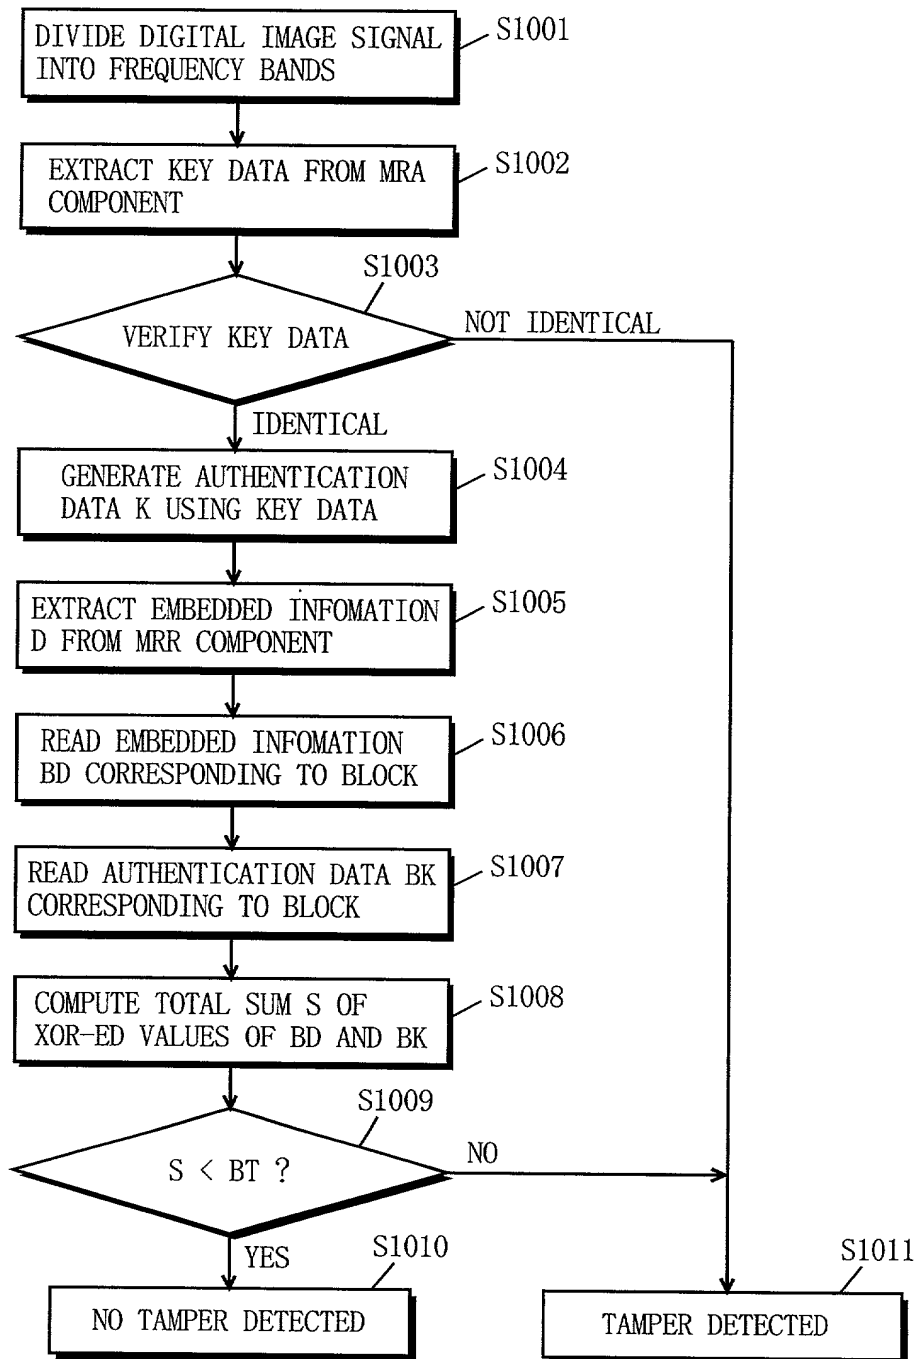 DIVIDE DIGITAL IMAGE SIGNAL
INTO FREQUENCY BANDS
S1001
EXTRACT KEY DATA FROM MRA
COMPONENT
S1002
S1003
VERIFY KEY DATA
NOT IDENTICAL
IDENTICAL
GENERATE AUTHENTICATION
DATA K USING KEY DATA
S1004
EXTRACT EMBEDDED INFOMATION
D FROM MRR COMPONENT
S1005
READ EMBEDDED INFOMATION
BD CORRESPONDING TO BLOCK
S1006
READ AUTHENTICATION DATA BK
CORRESPONDING TO BLOCK
S1007
COMPUTE TOTAL SUM S OF
XOR-ED VALUES OF BD AND BK
S1008
S1009
S < BT ?
NO
YES
S1010
NO TAMPER DETECTED
S1011
TAMPER DETECTED